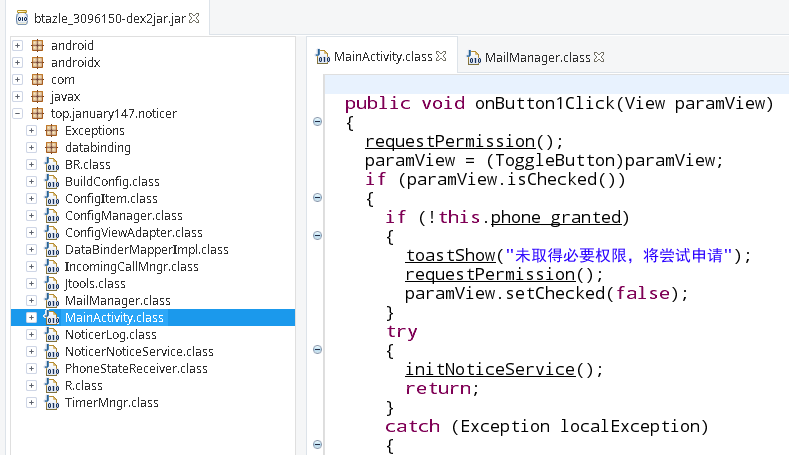 btazle_3096150-dex2jar.jar
android
androidx
com
javax
top.january147.noticer
Exceptions
databinding
BR.class
BuildConfig.class
ConfigItem.class
ConfigManager.class
ConfigViewAdapter.class
DataBinderMapperImpl.class
IncomingCallMngr.class
Jtools.class
MailManager.class
MainActivity.class
NoticerLog.class
NoticerNoticeService.class
PhoneStateReceiver.class
R.class
TimerMngr.class
MainActivity.class
MailManager.class
public void onButton1Click(View paramView)
{
requestPermission();
paramView = (ToggleButton)paramView;
if (paramView.isChecked())
{
if (!this.phone_granted)
{
toastShow("未取得必要权限，将尝试申请");
requestPermission();
paramView.setChecked(false);
}
try
{
initNoticeService();
return;
}
catch (Exception localException)
{